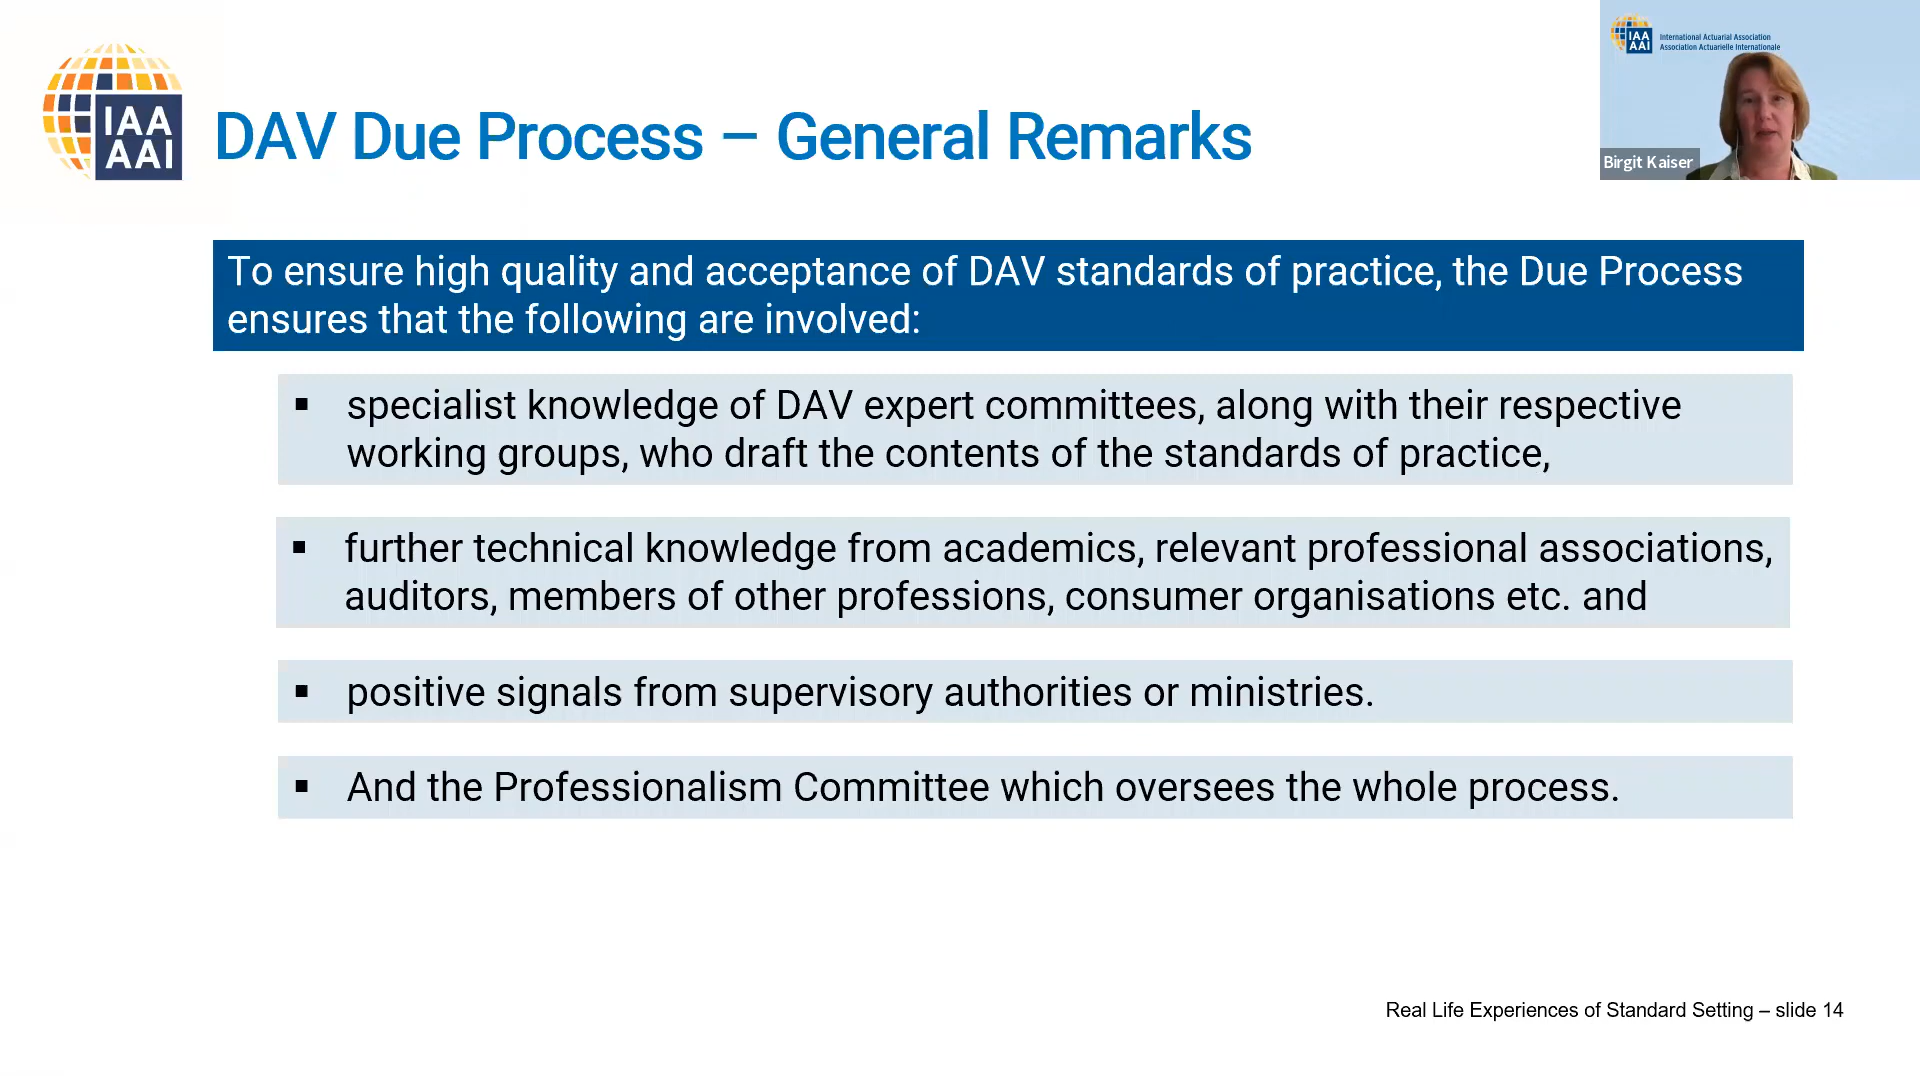 IAA
AAI
DAV Due Process – General Remarks
IAA
AAI
International Actuarial Association
Association Actuarielle Internationale
Birgit Kaiser
To ensure high quality and acceptance of DAV standards of practice, the Due Process
ensures that the following are involved:
▪ specialist knowledge of DAV expert committees, along with their respective
working groups, who draft the contents of the standards of practice,
▪ further technical knowledge from academics, relevant professional associations,
auditors, members of other professions, consumer organisations etc. and
▪ positive signals from supervisory authorities or ministries.
▪ And the Professionalism Committee which oversees the whole process.
Real Life Experiences of Standard Setting – slide 14